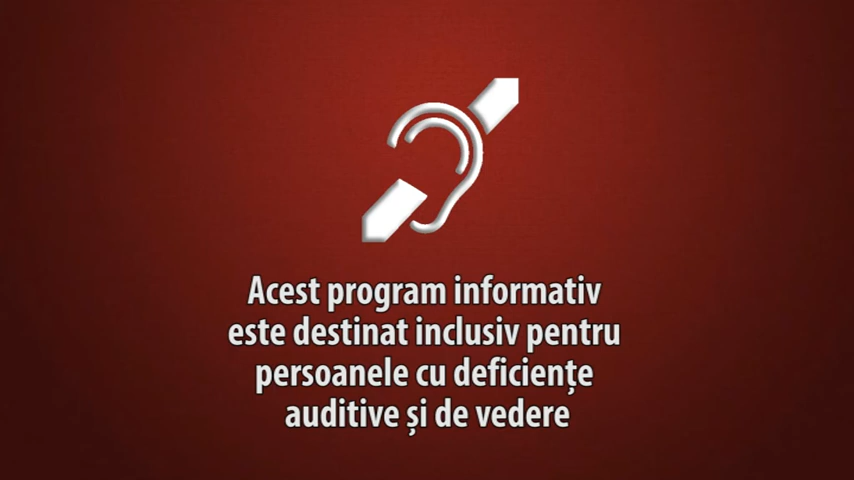 Acest program informativ
este destinat inclusiv pentru
persoanele cu deficiențe
auditive și de vedere